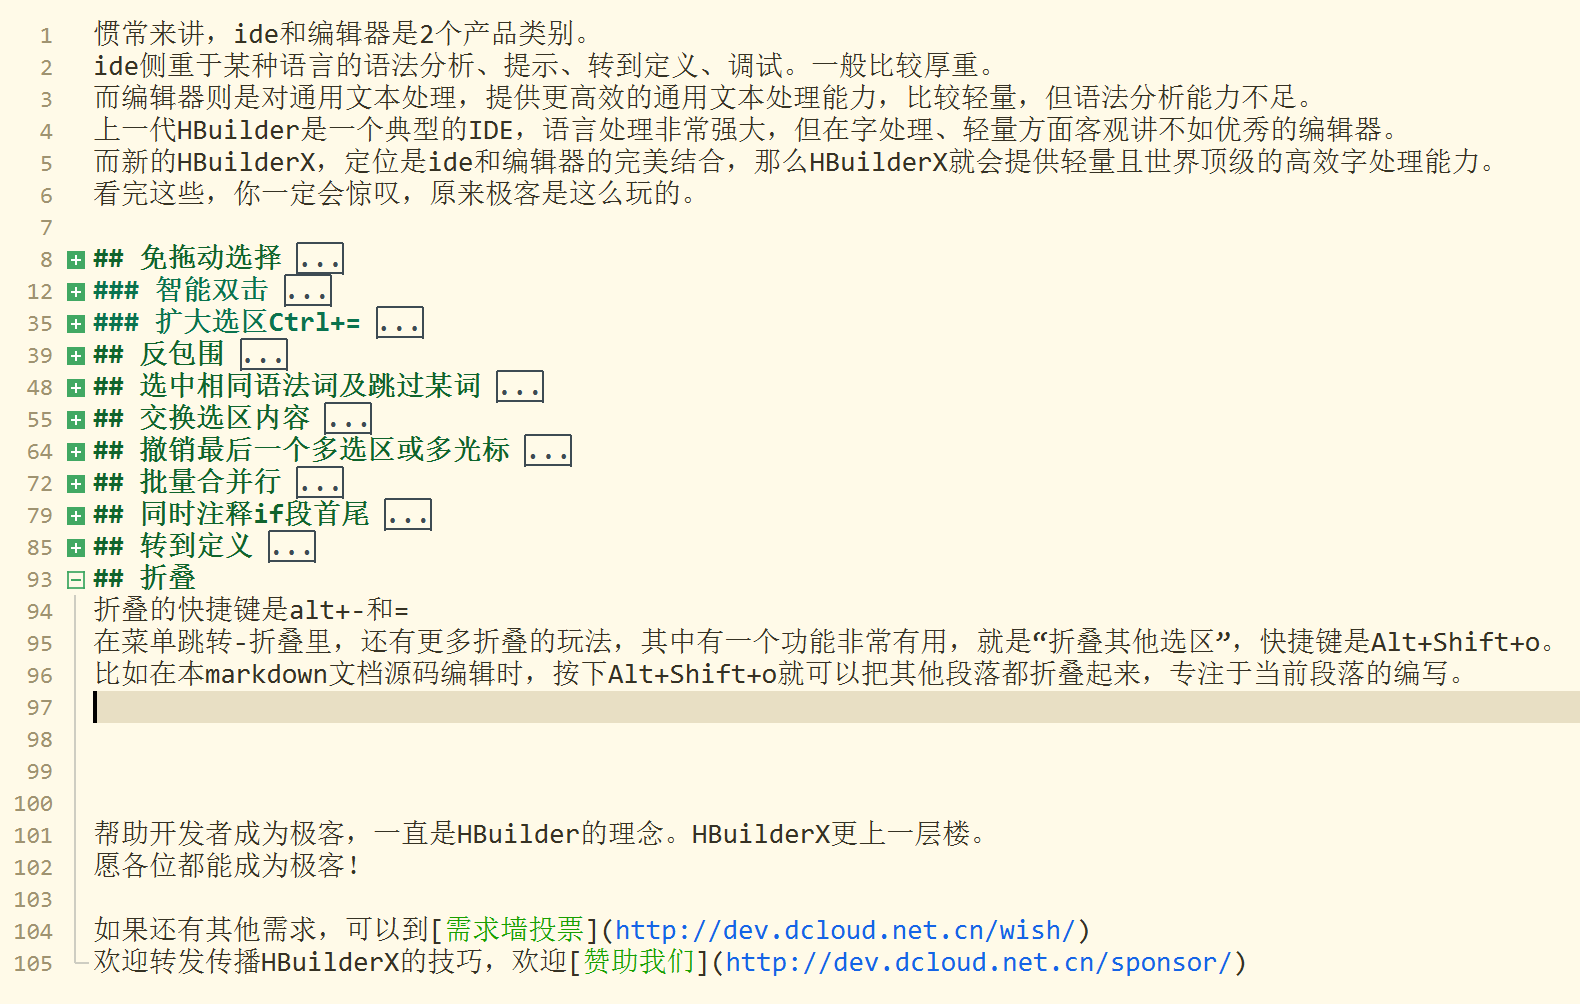 1 惯常来讲，ide和编辑器是2个产品类别。
2 ide侧重于某种语言的语法分析、提示、转到定义、调试。一般比较厚重。
3 而编辑器则是对通用文本处理，提供更高效的通用文本处理能力，比较轻量，但语法分析能力不足。
4 上一代HBuilder是一个典型的IDE，语言处理非常强大，但在字处理、轻量方面客观讲不如优秀的编辑器。
5 而新的HBuilderX，定位是ide和编辑器的完美结合，那么HBuilderX就会提供轻量且世界顶级的高效字处理能力。
6 看完这些，你一定会惊叹，原来极客是这么玩的。
7
8 ## 免拖动选择 ...
12 ### 智能双击 ...
35 ### 扩大选区Ctrl+= ...
39 ## 反包围 ...
48 ## 选中相同语法词及跳过某词 ...
55 ## 交换选区内容 ...
64 ## 撤销最后一个多选区或多光标 ...
72 ## 批量合并行 ...
79 ## 同时注释if段首尾 ...
85 ## 转到定义 ...
93 ## 折叠
94 折叠的快捷键是alt+-和=
95 在菜单跳转-折叠里，还有更多折叠的玩法，其中有一个功能非常有用，就是“折叠其他选区”，快捷键是Alt+Shift+o。
96 比如在本markdown文档源码编辑时，按下Alt+Shift+o就可以把其他段落都折叠起来，专注于当前段落的编写。
97
98
99
100
101 帮助开发者成为极客，一直是HBuilder的理念。HBuilderX更上一层楼。
102 愿各位都能成为极客！
103
104 如果还有其他需求，可以到[需求墙投票](http://dev.dcloud.net.cn/wish/)
105 欢迎转发传播HBuilderX的技巧，欢迎[赞助我们](http://dev.dcloud.net.cn/sponsor/)